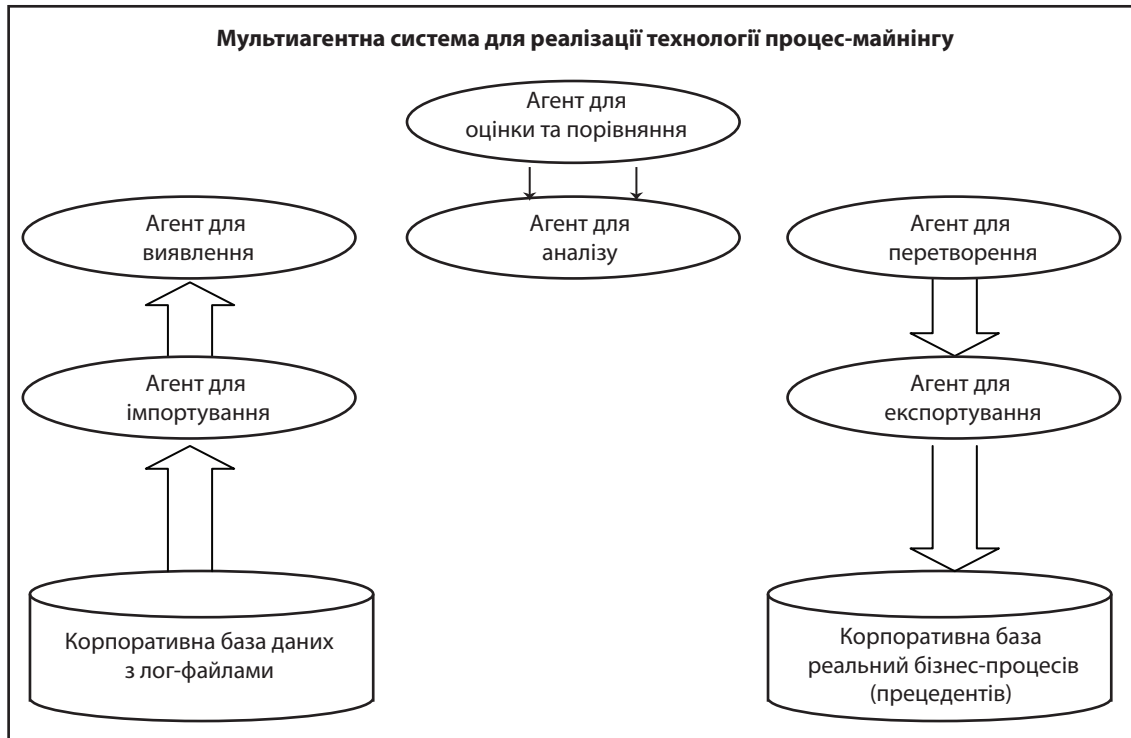 Мультиагентна система для реалізації технології процес-майнінгу
Агент для
оцінки та порівняння
Агент для
виявлення
Агент для
аналізу
Агент для
перетворення
Агент для
імпортування
Агент для
експортування
Корпоративна база даних
з лог-файлами
Корпоративна база
реальний бізнес-процесів
(прецедентів)